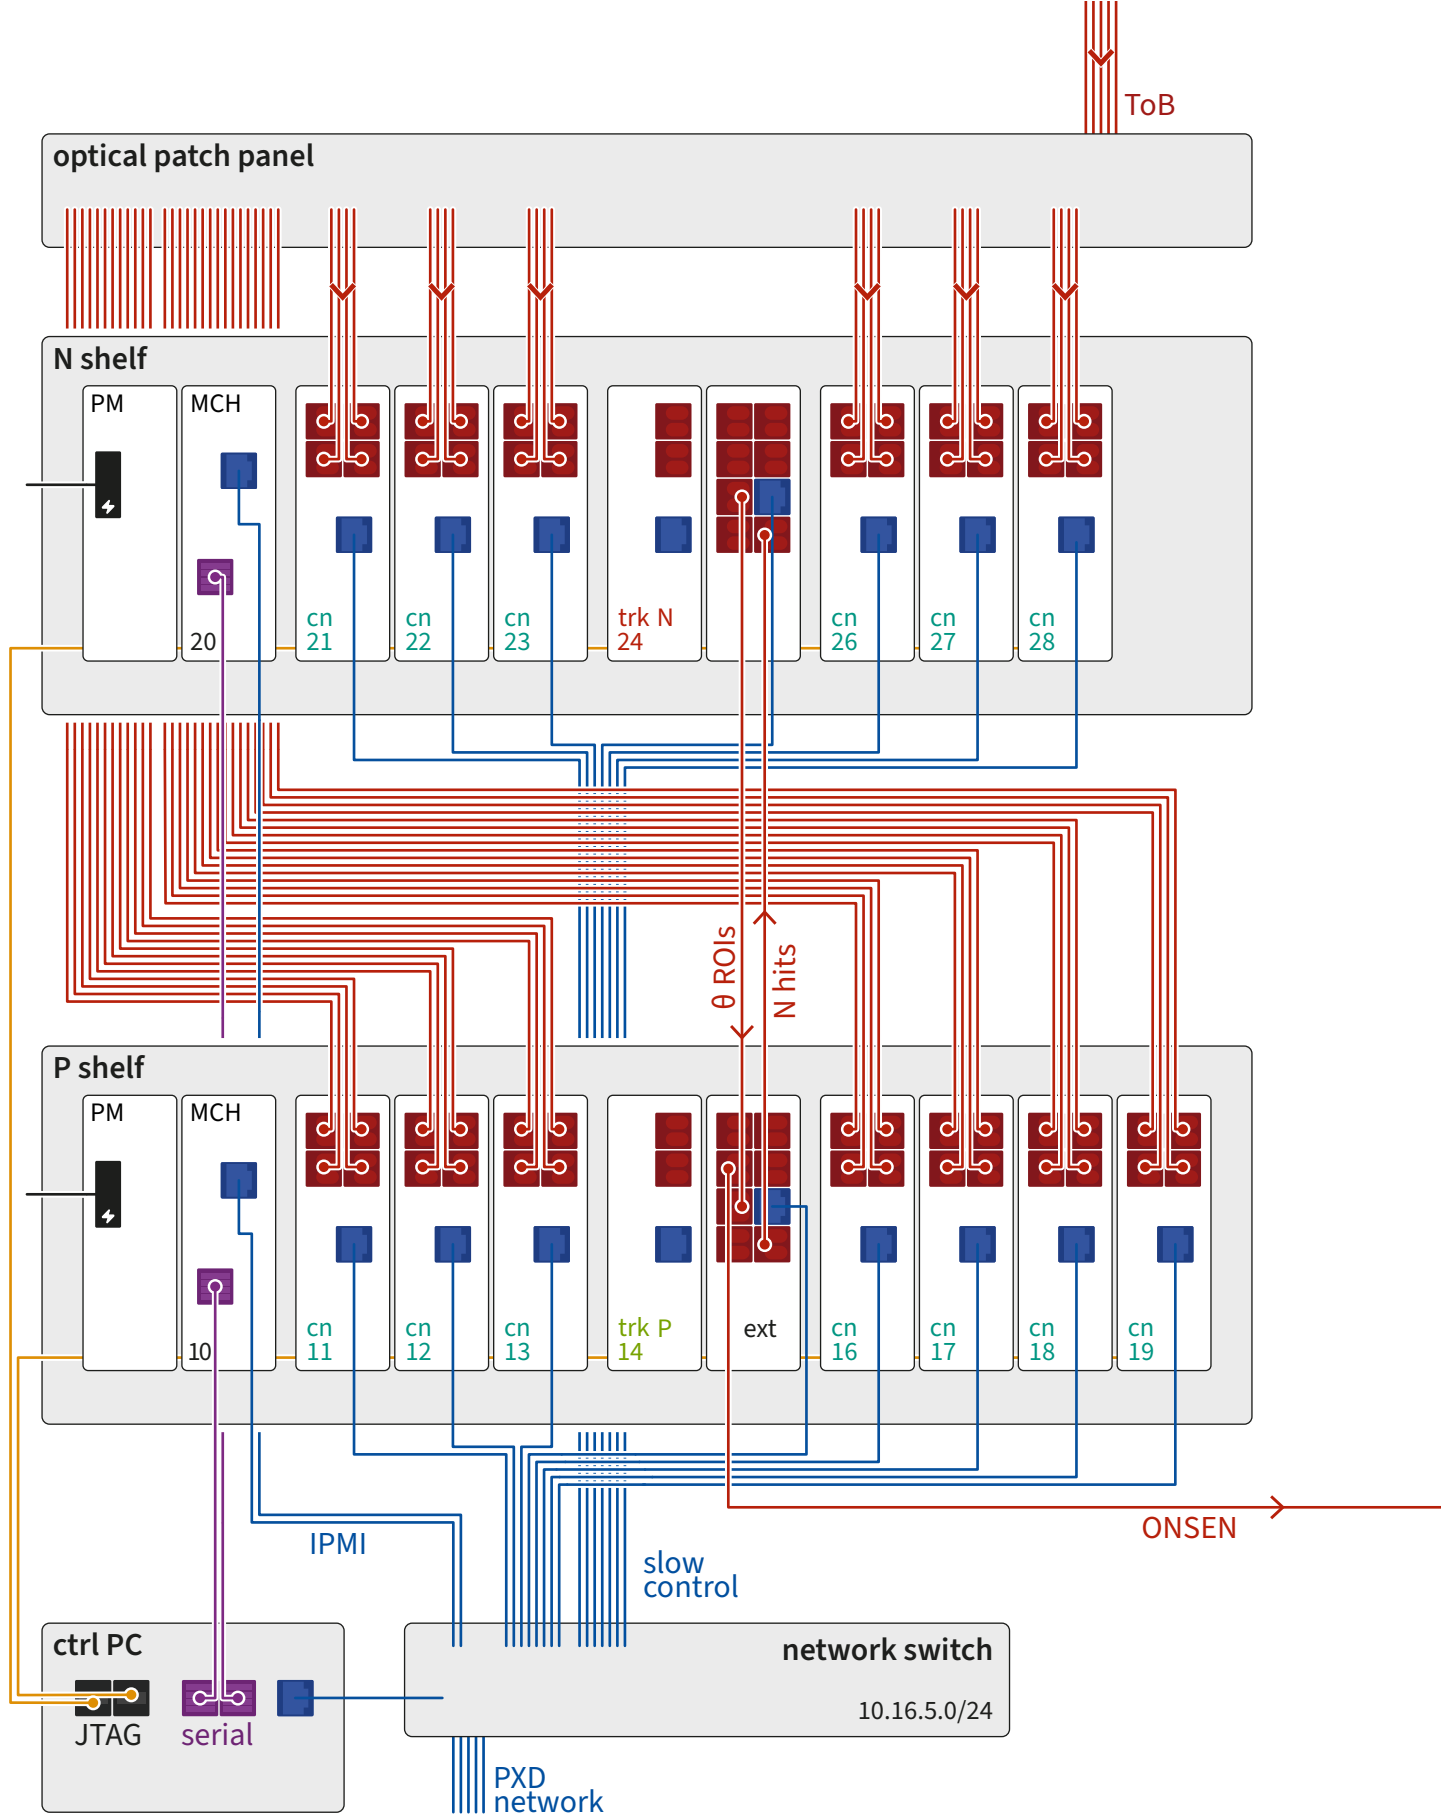 ToB
optical patch panel
N shelf
PM
MCH
20
cn
21
cn
22
cn
23
trk N
24
cn
26
cn
27
cn
28
θ ROIs
N hits
P shelf
PM
MCH
10
cn
11
cn
12
cn
13
trk P
14
ext
cn
16
cn
17
cn
18
cn
19
ONSEN
IPMI
slow
control
ctrl PC
JTAG
serial
network switch
10.16.5.0/24
PXD
network